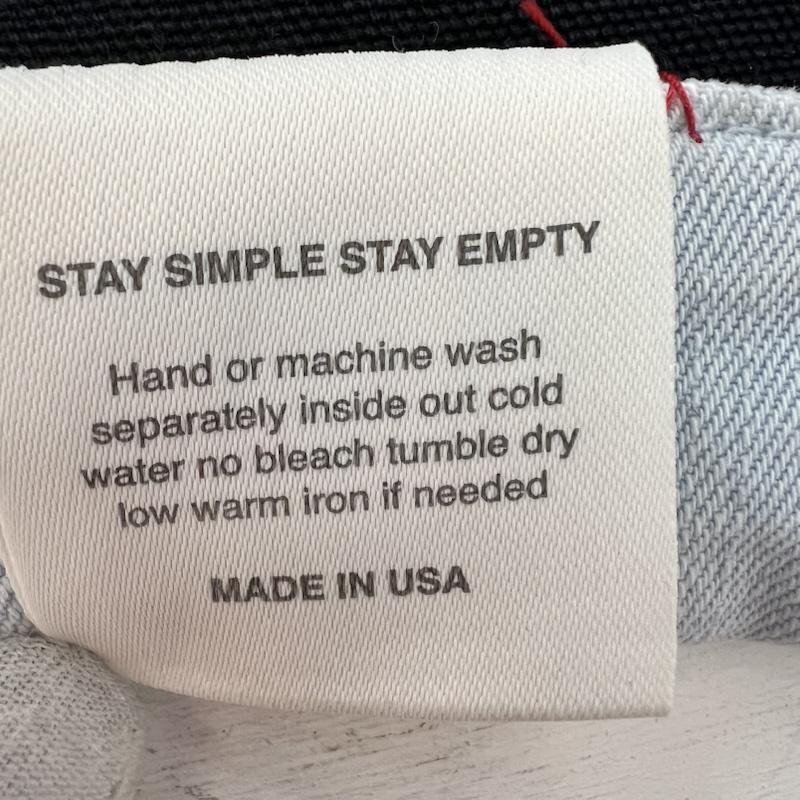 STAY SIMPLE STAY EMPTY
Hand or machine wash
separately inside out cold
water no bleach tumble dry
low warm iron if needed
MADE IN USA